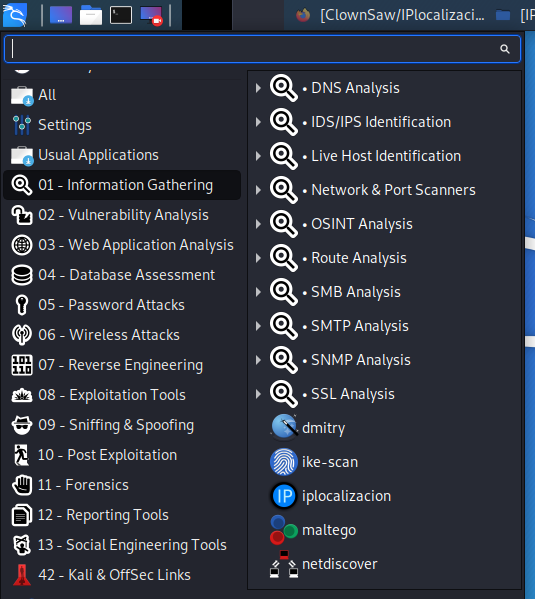 [ClownSaw/IPlocalizaci...
[IP
All
Settings
Usual Applications
01 - Information Gathering
02 - Vulnerability Analysis
03 - Web Application Analysis
04 - Database Assessment
05 - Password Attacks
06 - Wireless Attacks
07 - Reverse Engineering
08 - Exploitation Tools
09 - Sniffing & Spoofing
10 - Post Exploitation
11 - Forensics
12 - Reporting Tools
13 - Social Engineering Tools
42 - Kali & OffSec Links
• DNS Analysis
• IDS/IPS Identification
• Live Host Identification
• Network & Port Scanners
• OSINT Analysis
• Route Analysis
• SMB Analysis
• SMTP Analysis
• SNMP Analysis
• SSL Analysis
dmitry
ike-scan
IP iplocalizacion
maltego
netdiscover